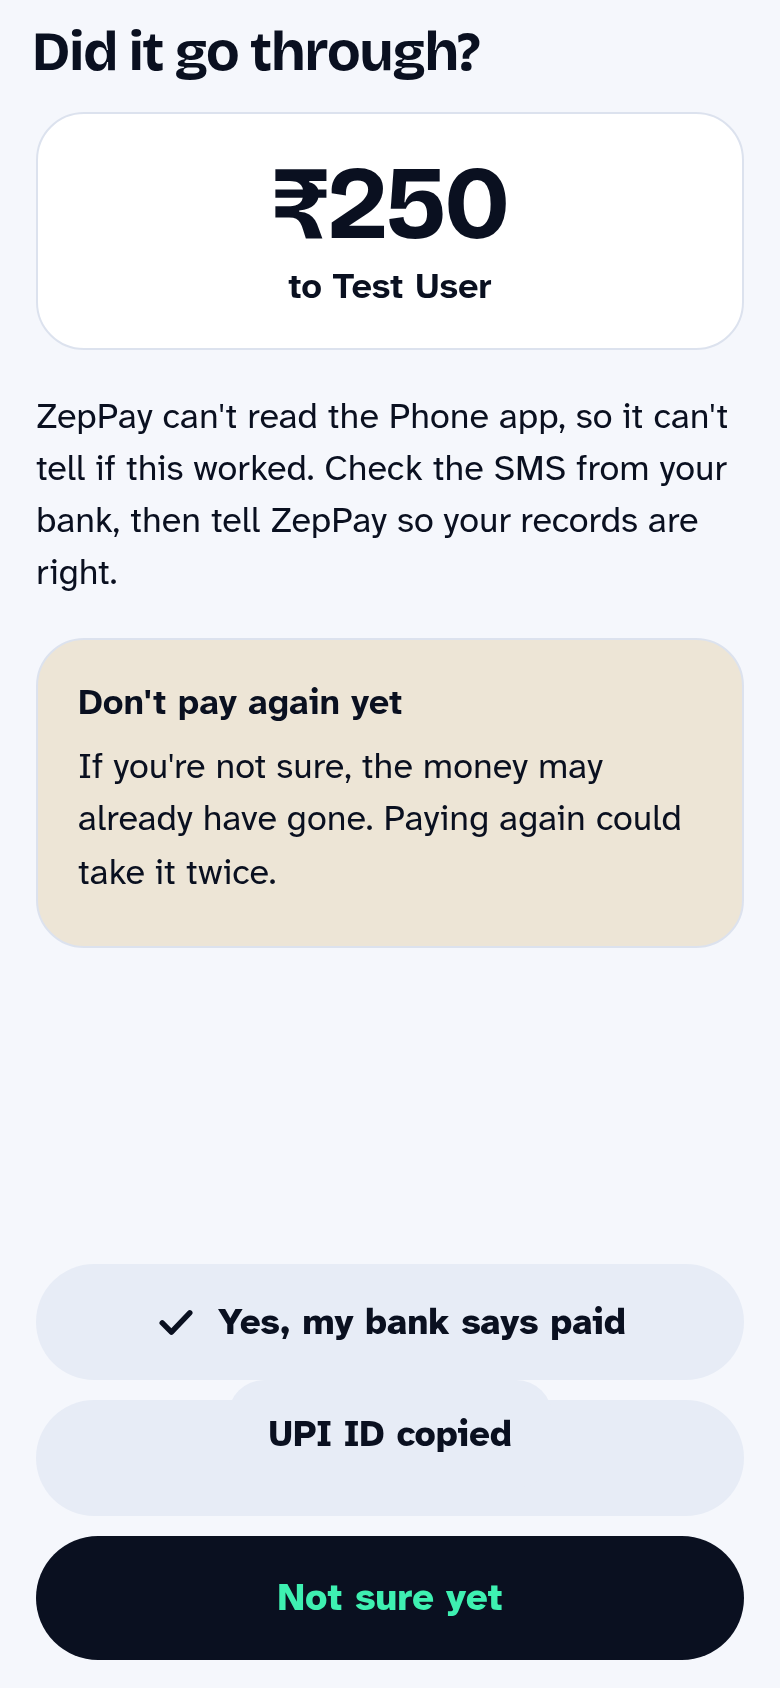 Did it go through?
₹250
to Test User
ZepPay can't read the Phone app, so it can't
tell if this worked. Check the SMS from your
bank, then tell ZepPay so your records are
right.
Don't pay again yet
If you're not sure, the money may
already have gone. Paying again could
take it twice.
Yes, my bank says paid
UPI ID copied
Not sure yet